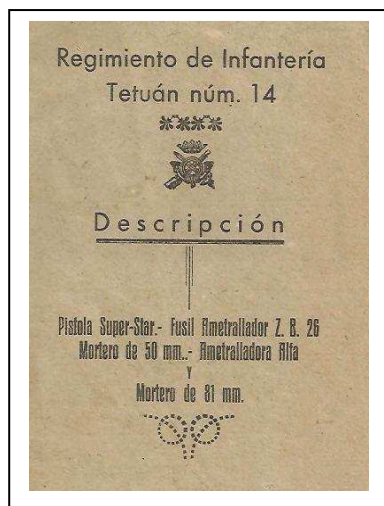 Regimiento de Infantería
Tetuán núm. 14
Descripción
Pistola Super-Star.- Fusil Ametrallador Z. B. 26
Mortero de 50 mm..- Ametralladora Alfa
Y
Mortero de 81 mm.